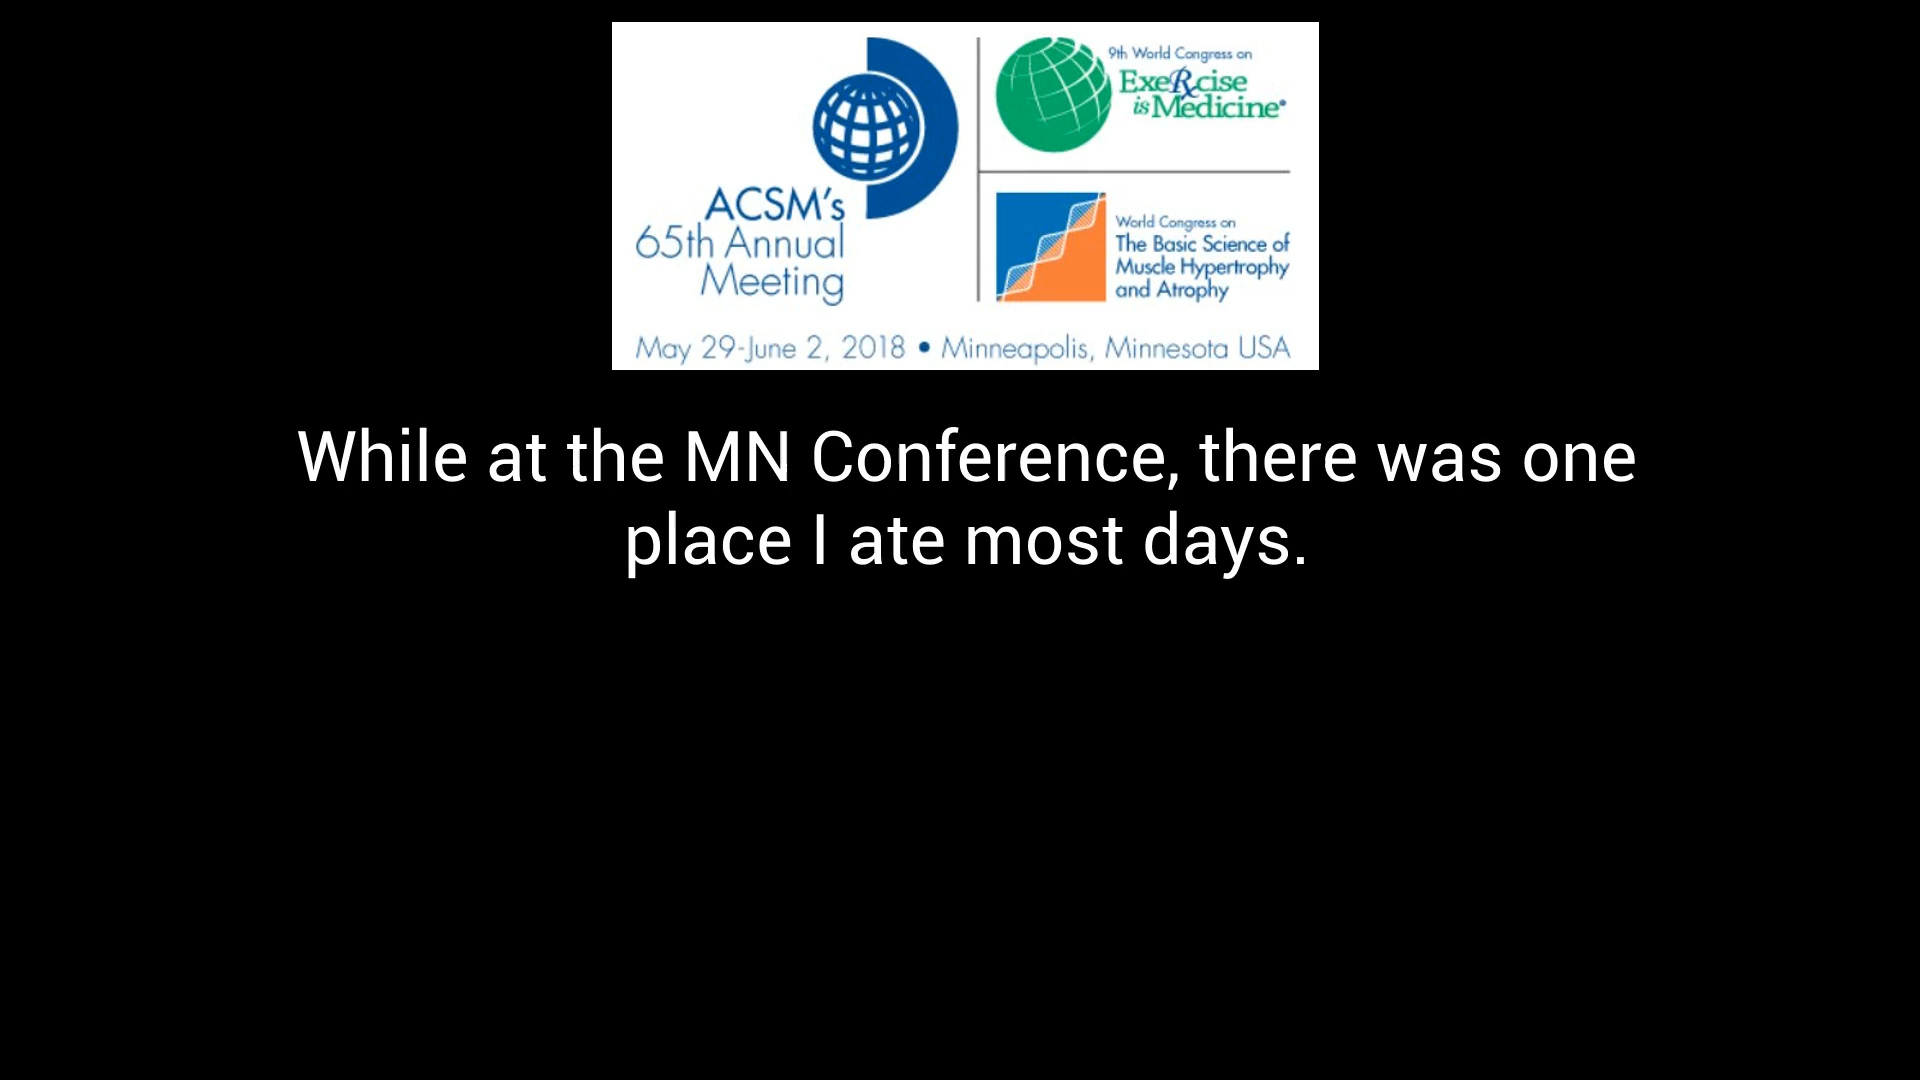 ACSM's
65th Annual
Meeting
9th World Congress on
ExeRxcise
is Medicine®
World Congress on
The Basic Science of
Muscle Hypertrophy
and Atrophy
May 29-June 2, 2018 • Minneapolis, Minnesota USA
While at the MN Conference, there was one
place I ate most days.